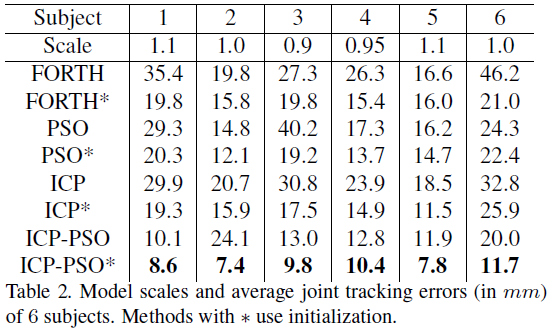 Subject 1 2 3 4 5 6
Scale 1.1 1.0 0.9 0.95 1.1 1.0
FORTH 35.4 19.8 27.3 26.3 16.6 46.2
FORTH* 19.8 15.8 19.8 15.4 16.0 21.0
PSO 29.3 14.8 40.2 17.3 16.2 24.3
PSO* 20.3 12.1 19.2 13.7 14.7 22.4
ICP 29.9 20.7 30.8 23.9 18.5 32.8
ICP* 19.3 15.9 17.5 14.9 11.5 25.9
ICP-PSO 10.1 24.1 13.0 12.8 11.9 20.0
ICP-PSO* 8.6 7.4 9.8 10.4 7.8 11.7
Table 2. Model scales and average joint tracking errors (in mm)
of 6 subjects. Methods with * use initialization.